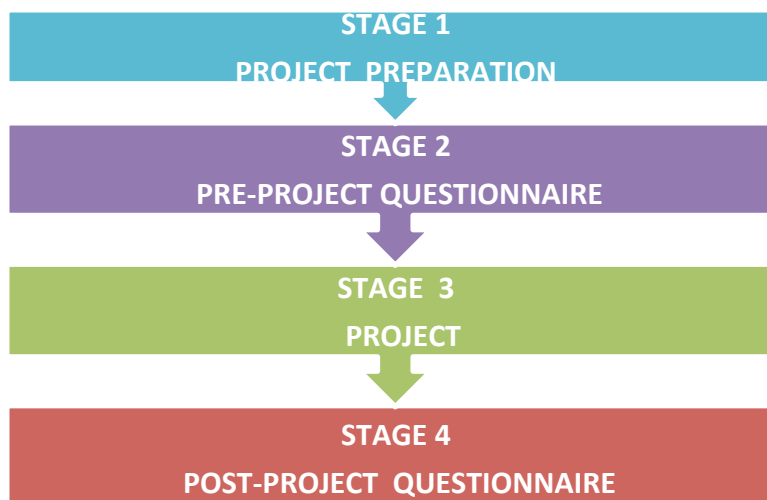 STAGE 1
PROJECT PREPARATION
STAGE 2
PRE-PROJECT QUESTIONNAIRE
STAGE 3
PROJECT
STAGE 4
POST-PROJECT QUESTIONNAIRE